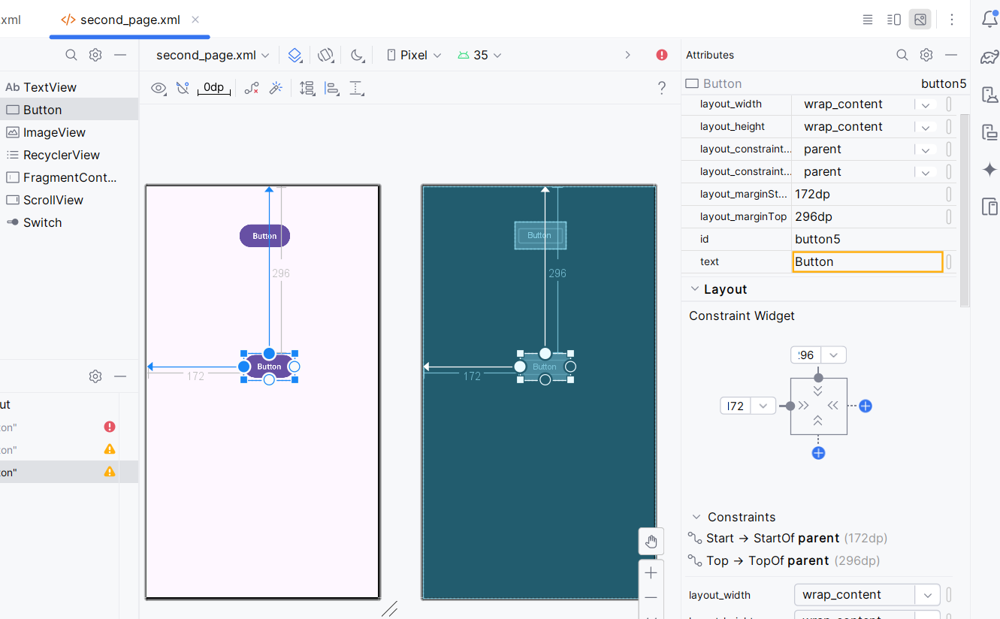 .xml
</> second_page.xml
second_page.xml
Pixel
35
Attributes
Ab TextView
Button
ImageView
RecyclerView
FragmentCont...
ScrollView
Switch
0dp
?
Button
button5
layout_width
wrap_content
layout_height
wrap_content
layout_constraint...
parent
layout_constraint...
parent
layout_marginSt...
172dp
layout_marginTop
296dp
id
button5
text
Button
Layout
Constraint Widget
Button
296
Button
172
Button
296
Button
172
ut
on"
on"
ton"
296
172
Constraints
Start → StartOf parent (172dp)
Top → TopOf parent (296dp)
layout_width
wrap_content